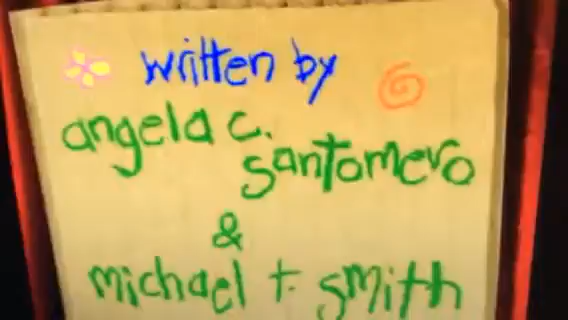 written by
angela c.
santomero
&
michael t. smith